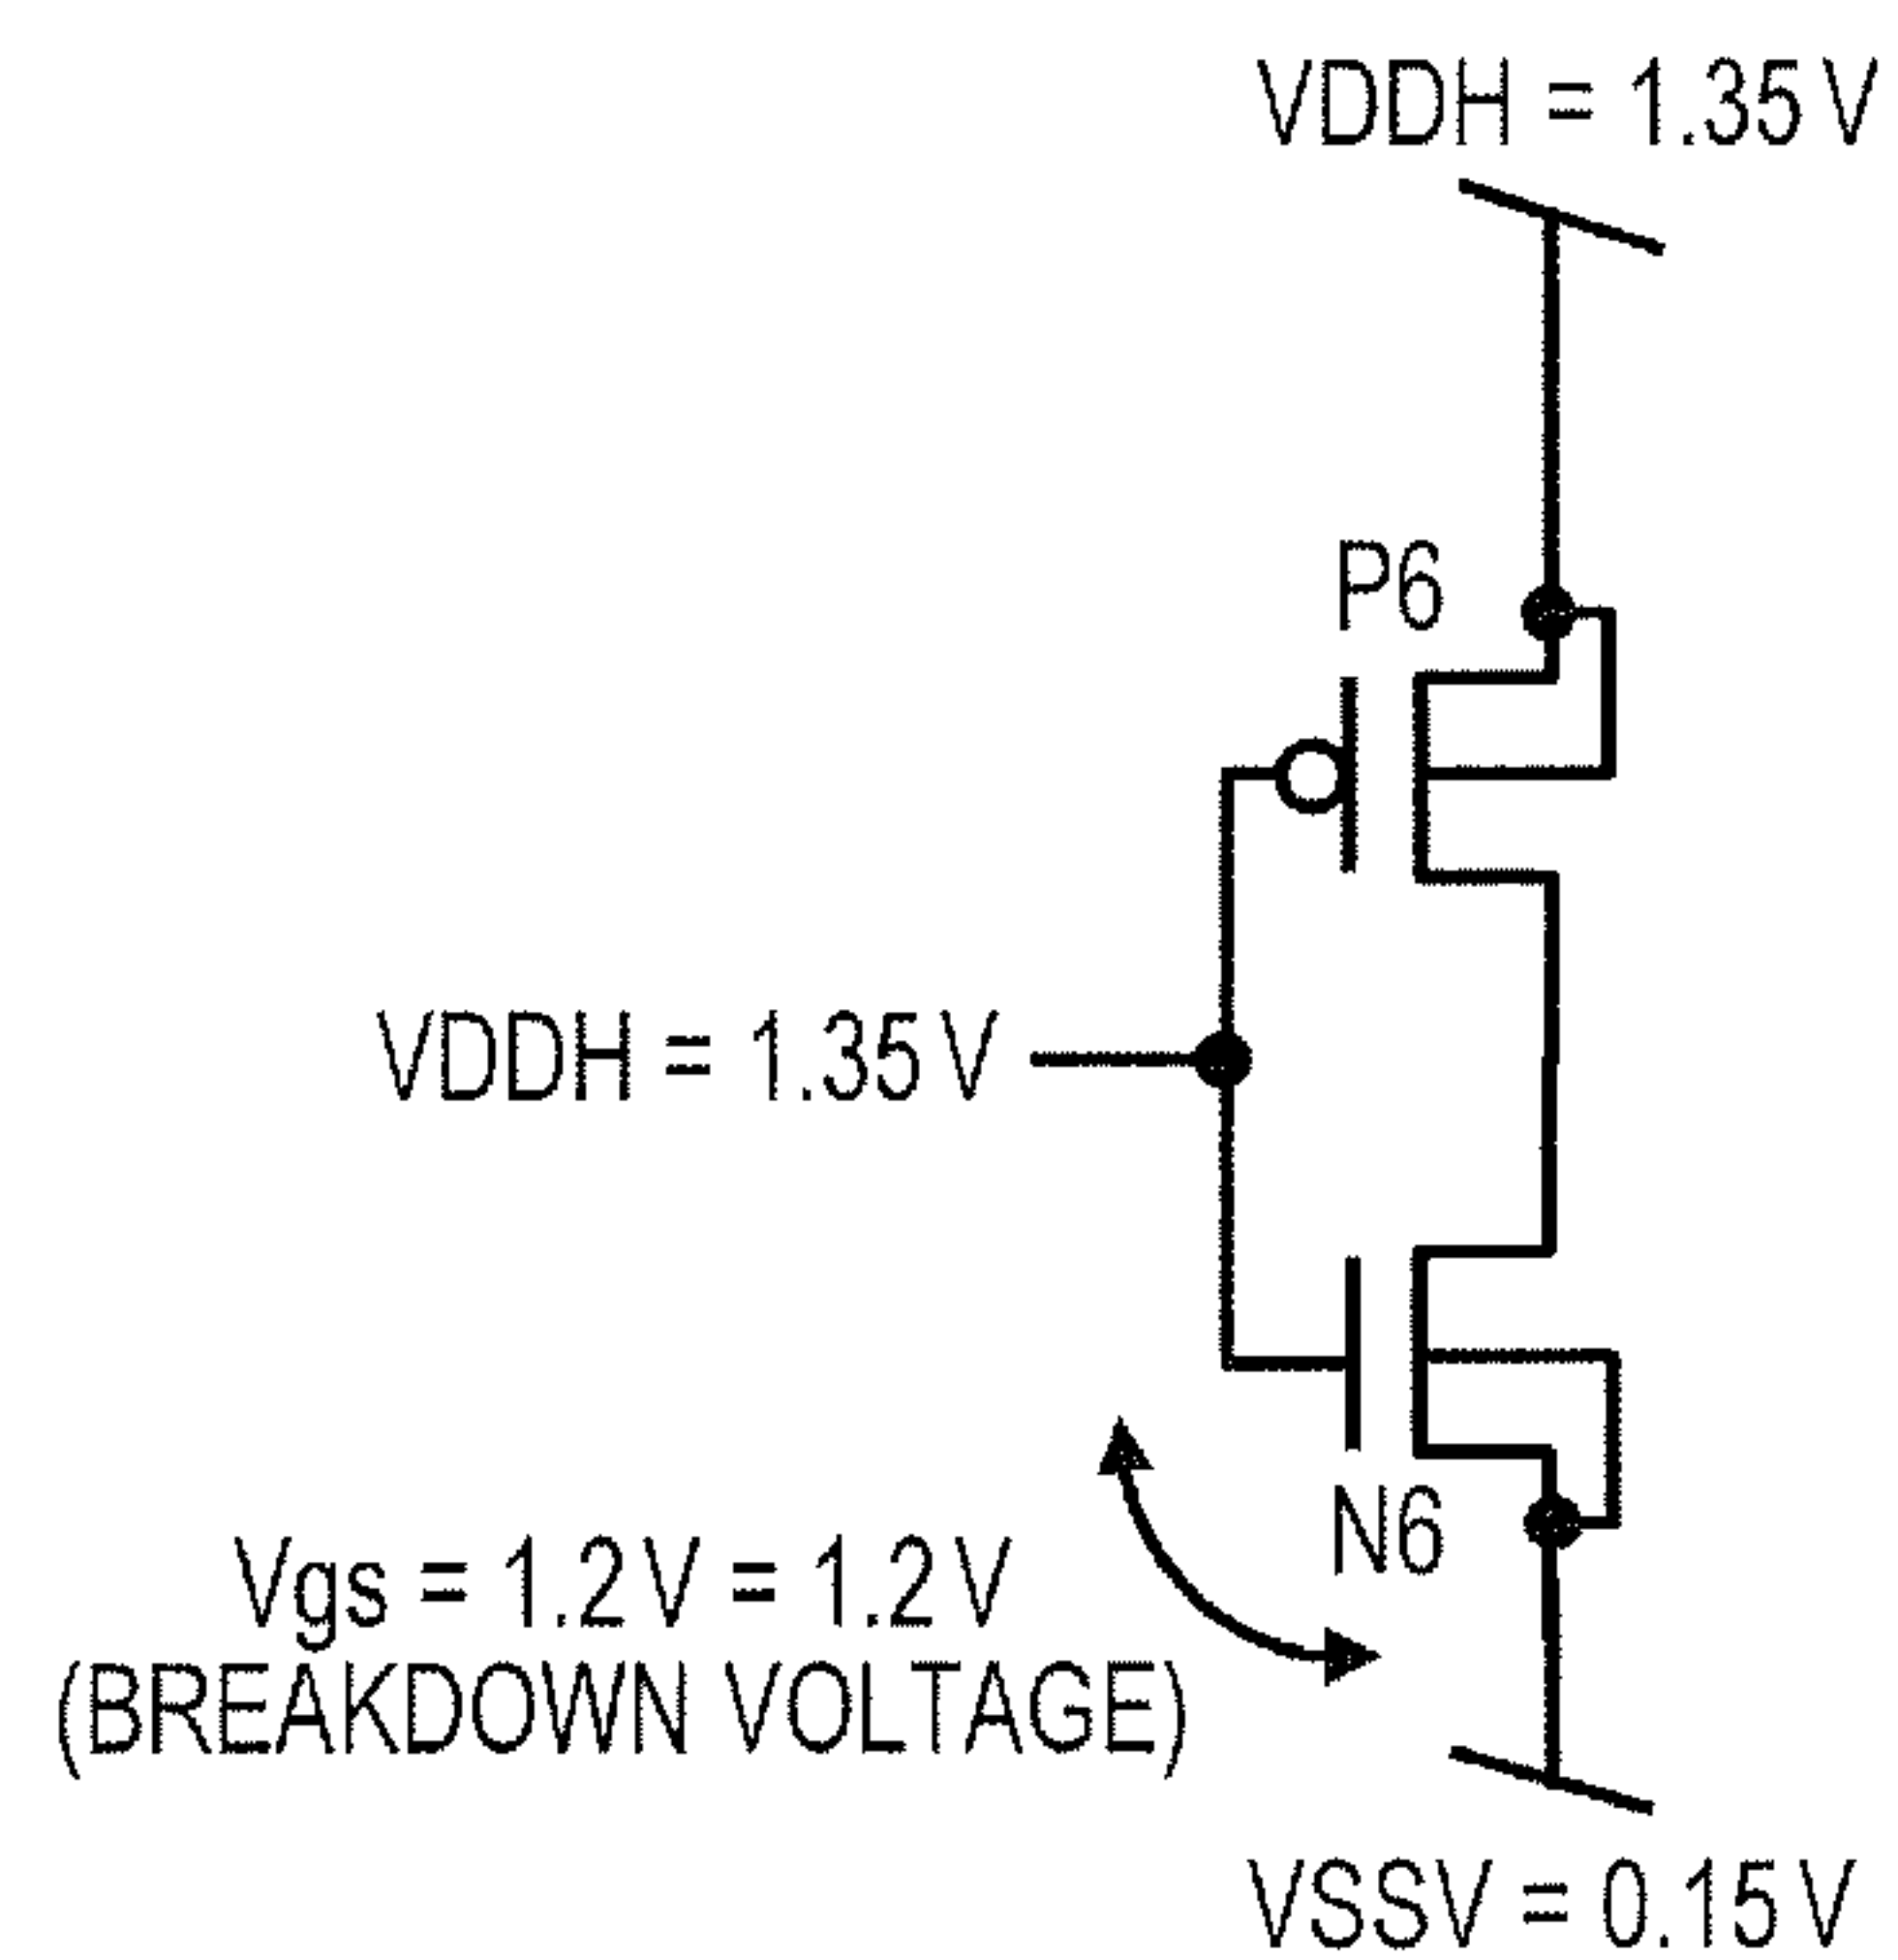 VDDH = 1.35 V
P6
VDDH = 1.35 V
N6
Vgs = 1.2 V = 1.2 V
(BREAKDOWN VOLTAGE)
VSSV = 0.15 V